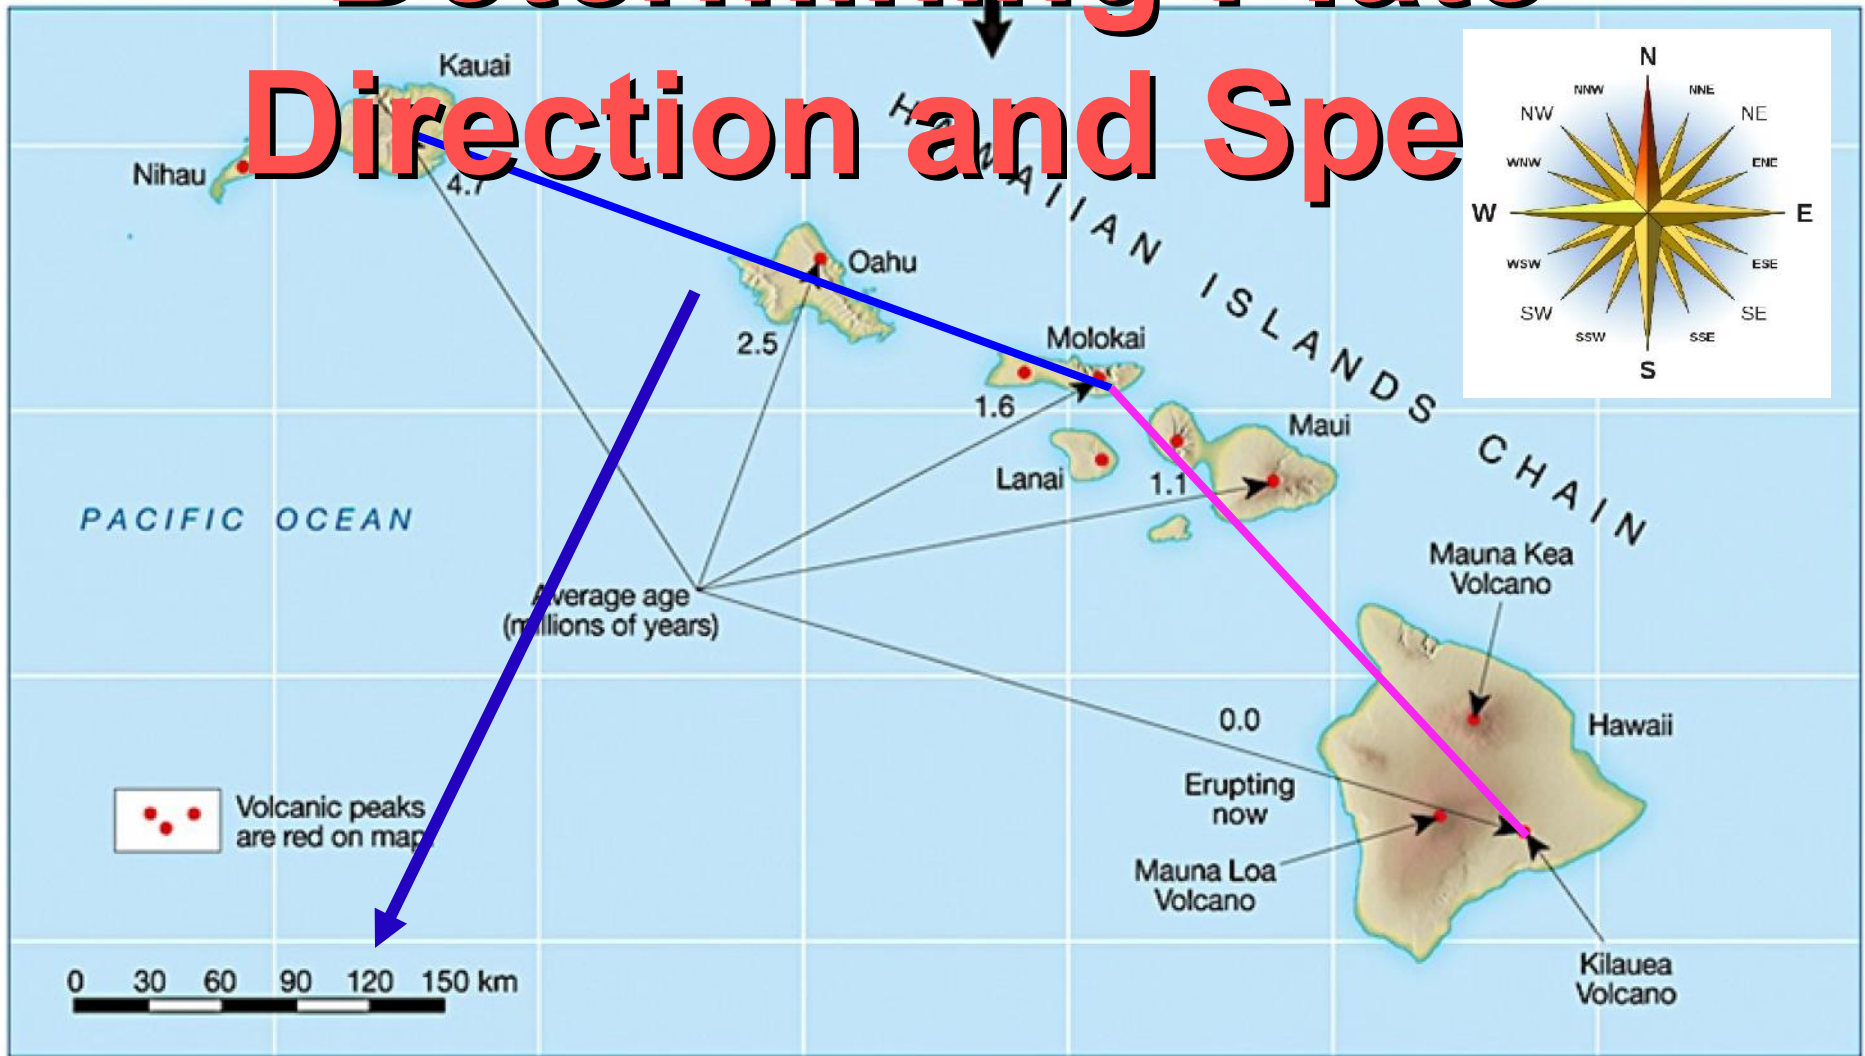 Determining Plate
Direction and Spe
Kauai
Nihau
4.7
HAWAIIAN ISLANDS CHAIN
Oahu
2.5
Molokai
1.6
Lanai
1.1
Maui
PACIFIC OCEAN
Average age
(millions of years)
Mauna Kea
Volcano
0.0
Hawaii
Erupting
now
Mauna Loa
Volcano
Kilauea
Volcano
Volcanic peaks
are red on map
0 30 60 90 120 150 km
N
NNW
NNE
NW
NE
WNW
ENE
W
E
WSW
ESE
SW
SE
SSW
SSE
S